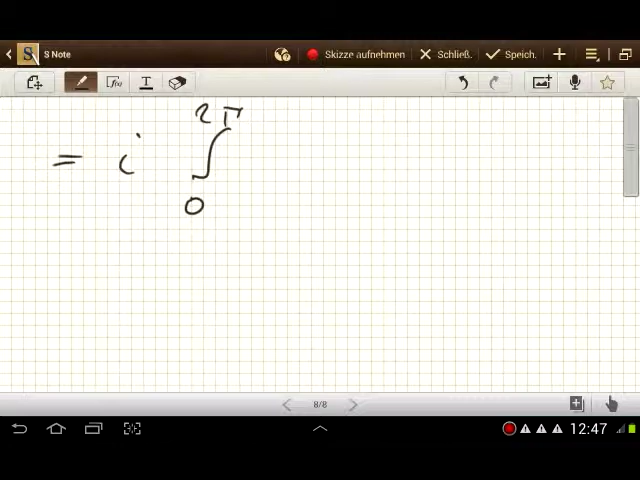 S Note
Skizze aufnehmen
Schließ.
Speich.
f(x)
T
2π
= i ∫
0
8/8
12:47